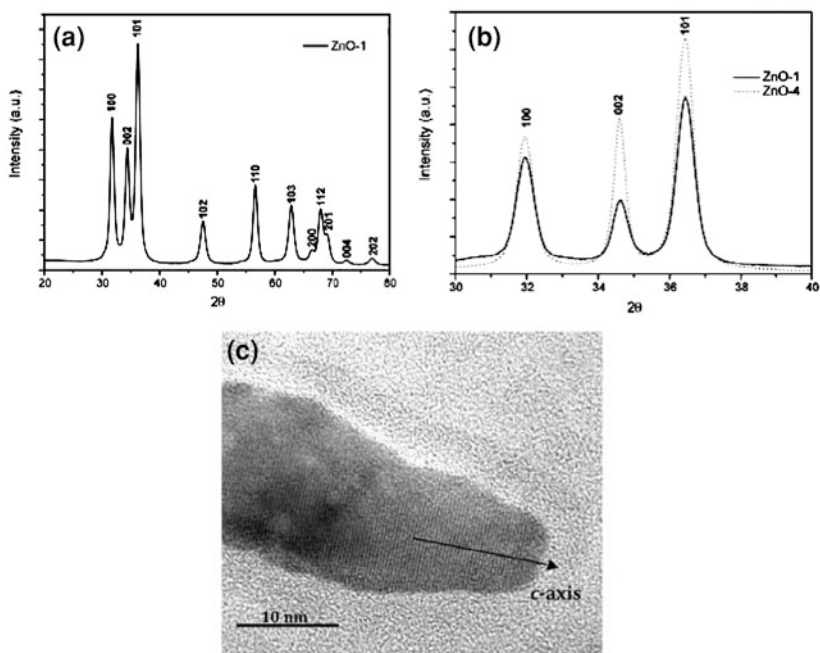 (a)
ZnO-1
Intensity (a.u.)
100
002
101
102
110
103
200
112
201
004
202
20 30 40 50 60 70 80
2θ
(b)
ZnO-1
ZnO-4
Intensity (a.u.)
100
002
101
30 32 34 36 38 40
2θ
(c)
c-axis
10 nm